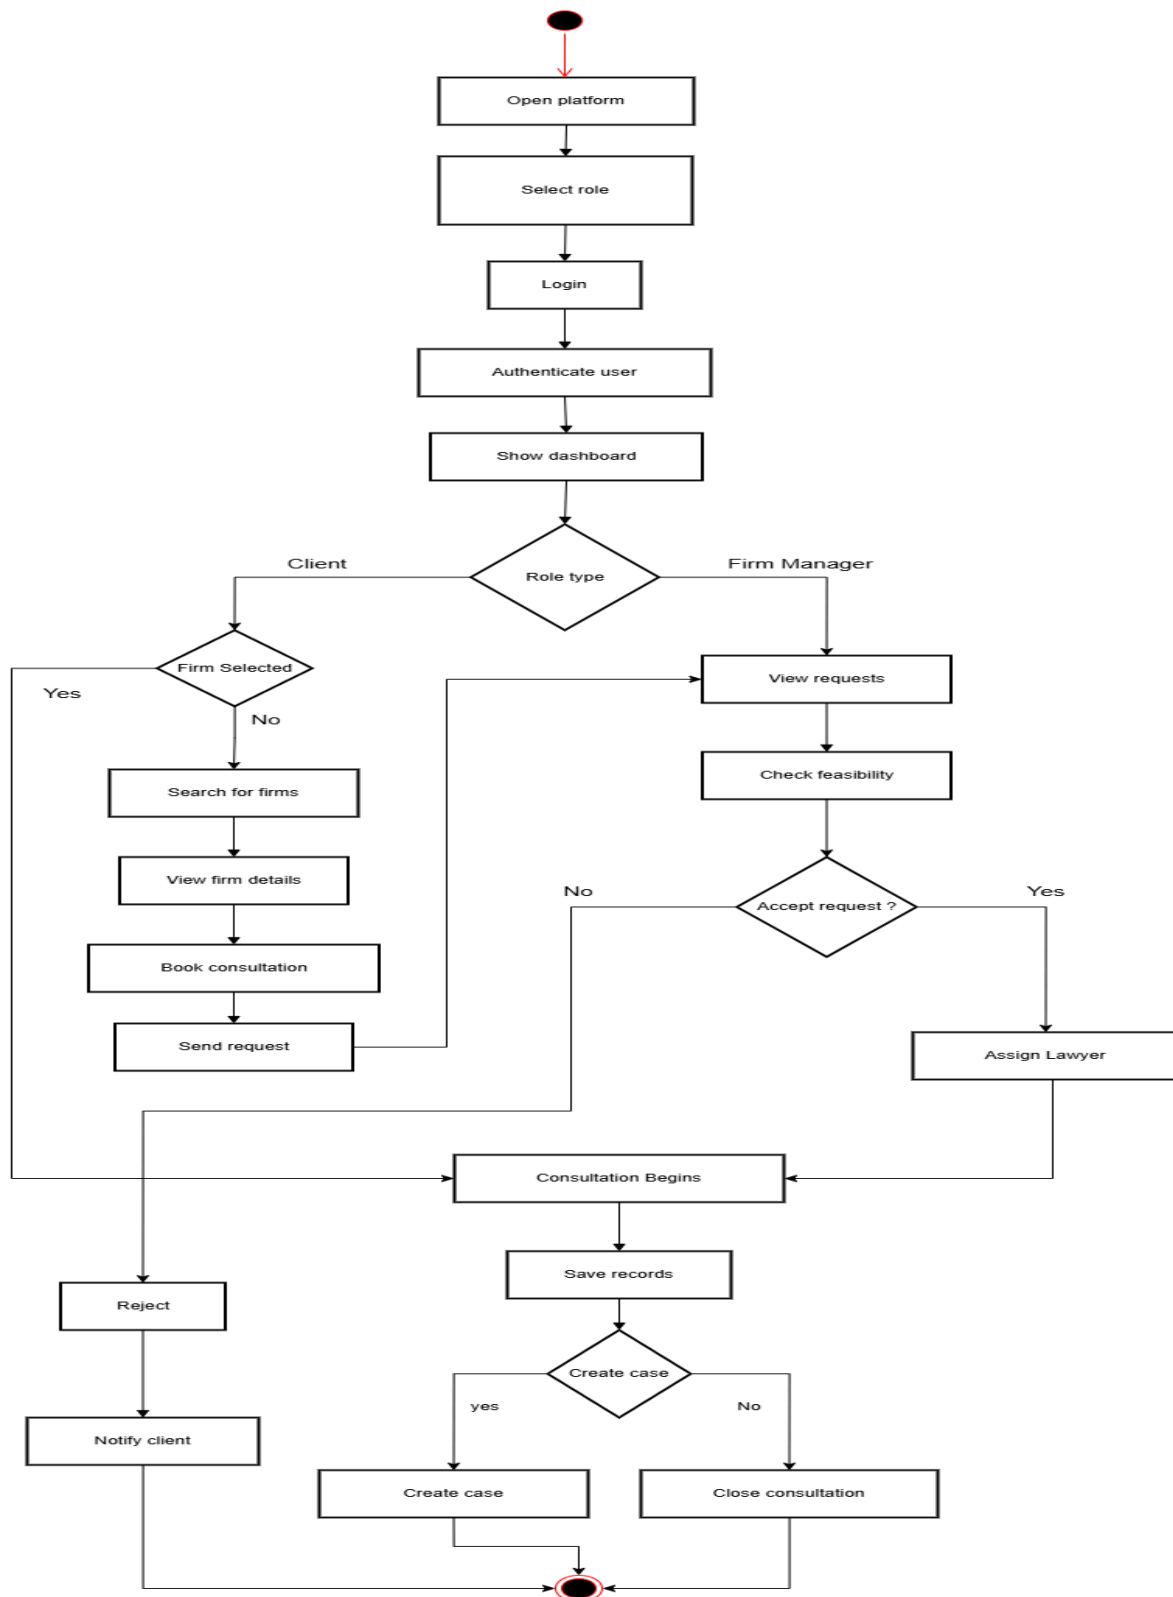 Open platform
Select role
Login
Authenticate user
Show dashboard
Client
Role type
Firm Manager
Firm Selected
Yes
No
View requests
Search for firms
Check feasibility
View firm details
No
Accept request ?
Yes
Book consultation
Send request
Assign Lawyer
Consultation Begins
Save records
Reject
Create case
yes
No
Notify client
Create case
Close consultation